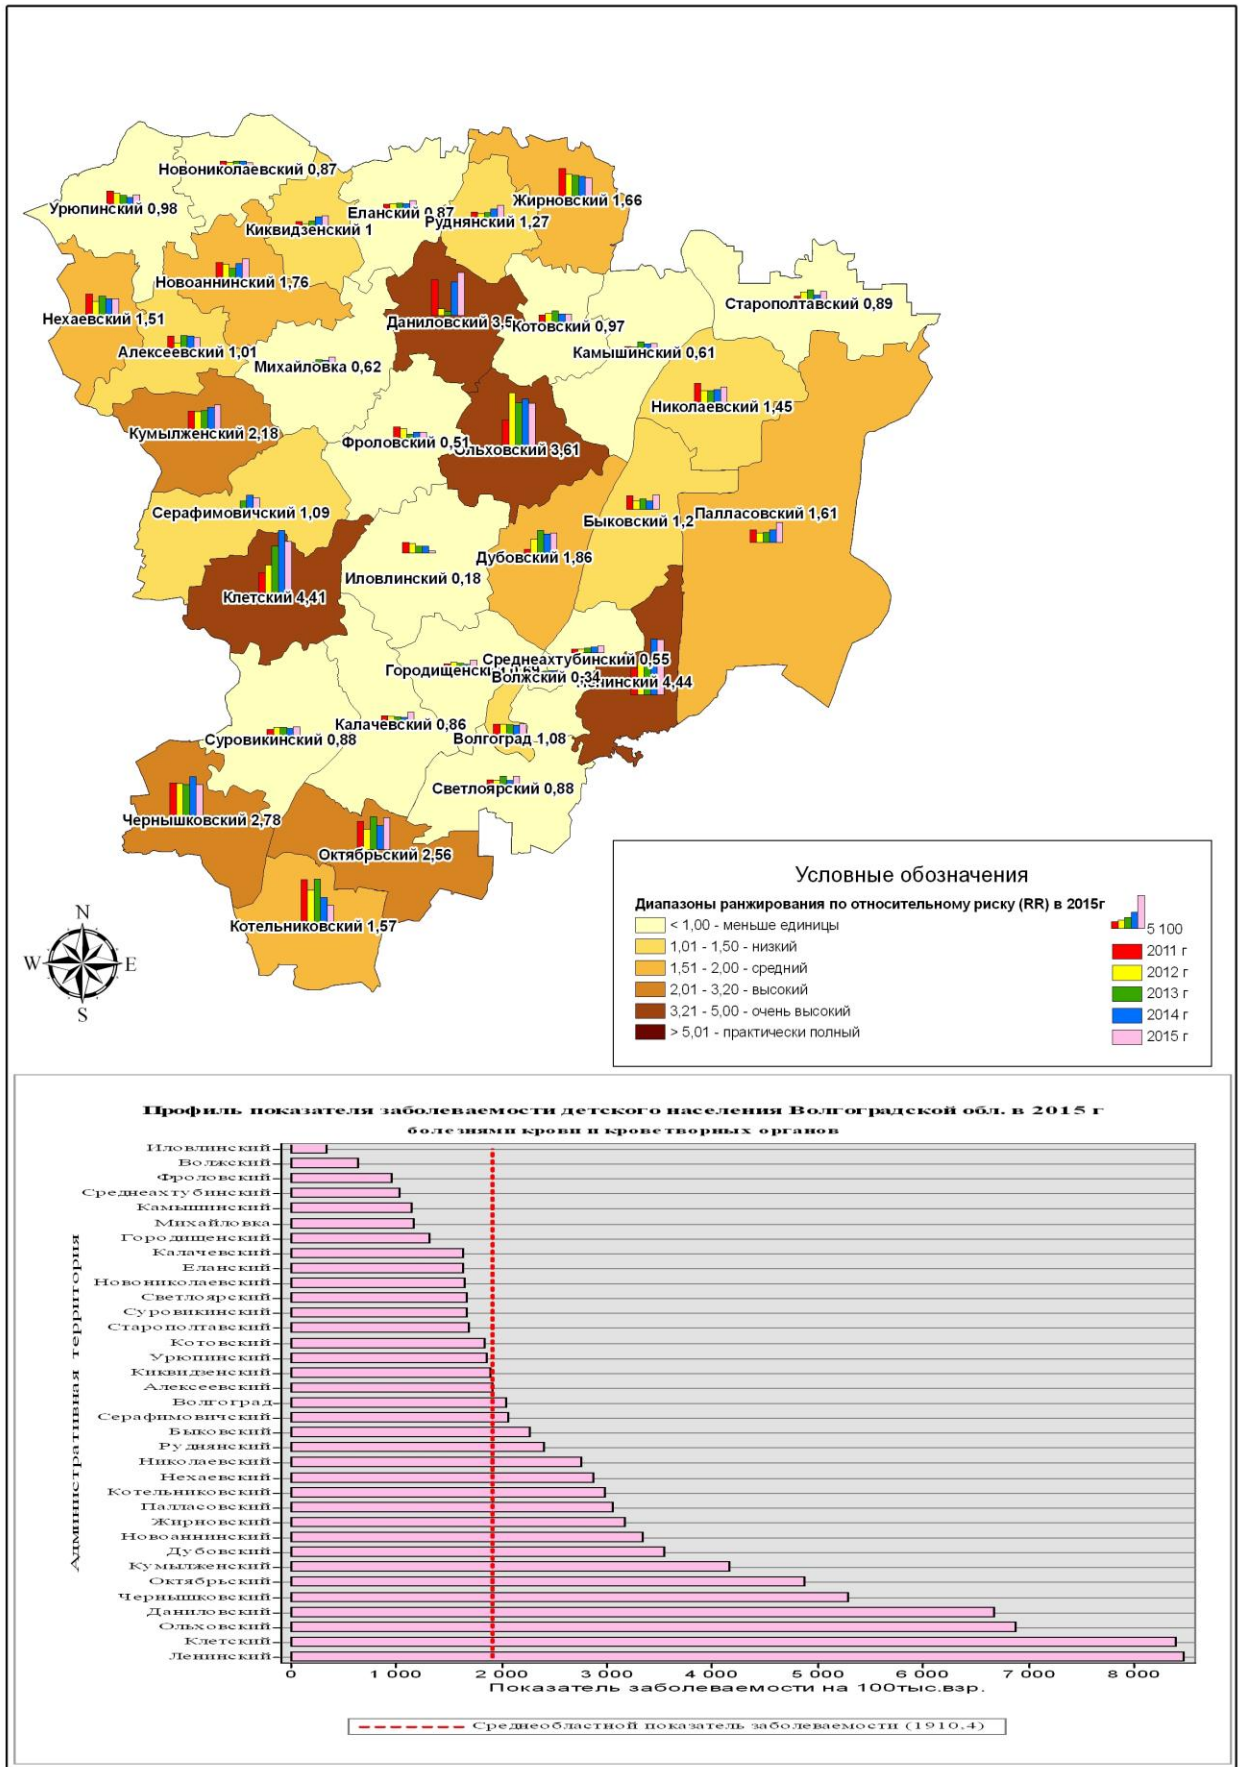 Новониколаевский 0,87
Урюпинский 0,98
Киквидзенский 1
Еланский 0,87
Руднянский 1,27
Жирновский 1,66
Новоаннинский 1,76
Нехаевский 1,51
Алексеевский 1,01
Даниловский 3,5
Котовский 0,97
Старополтавский 0,89
Камышинский 0,61
Михайловка 0,62
Николаевский 1,45
Кумылженский 2,18
Фроловский 0,51
Ольховский 3,61
Серафимовичский 1,09
Быковский 1,2
Палласовский 1,61
Дубовский 1,86
Иловлинский 0,18
Клетский 4,41
Среднеахтубинский 0,55
Городищенский 0,69
Волжский 0,34
Ленинский 4,44
Калачевский 0,86
Суровикинский 0,88
Волгоград 1,08
Светлоярский 0,88
Чернышковский 2,78
Октябрьский 2,56
Котельниковский 1,57
N
W
E
S
Условные обозначения
Диапазоны ранжирования по относительному риску (RR) в 2015г
< 1,00 - меньше единицы
1,01 - 1,50 - низкий
1,51 - 2,00 - средний
2,01 - 3,20 - высокий
3,21 - 5,00 - очень высокий
> 5,01 - практически полный
5 100
2011 г
2012 г
2013 г
2014 г
2015 г
Профиль показателя заболеваемости детского населения Волгоградской обл. в 2015 г
болезнями крови и кроветворных органов
Административная территория
Иловлинский
Волжский
Фроловский
Среднеахтубинский
Камышинский
Михайловка
Городищенский
Калачевский
Еланский
Новониколаевский
Светлоярский
Суровикинский
Старополтавский
Котовский
Урюпинский
Киквидзенский
Алексеевский
Волгоград
Серафимовичский
Быковский
Руднянский
Николаевский
Нехаевский
Котельниковский
Палласовский
Жирновский
Новоаннинский
Дубовский
Кумылженский
Октябрьский
Чернышковский
Даниловский
Ольховский
Клетский
Ленинский
0 1 000 2 000 3 000 4 000 5 000 6 000 7 000 8 000
Показатель заболеваемости на 100тыс.взр.
Среднеобластной показатель заболеваемости (1910,4)